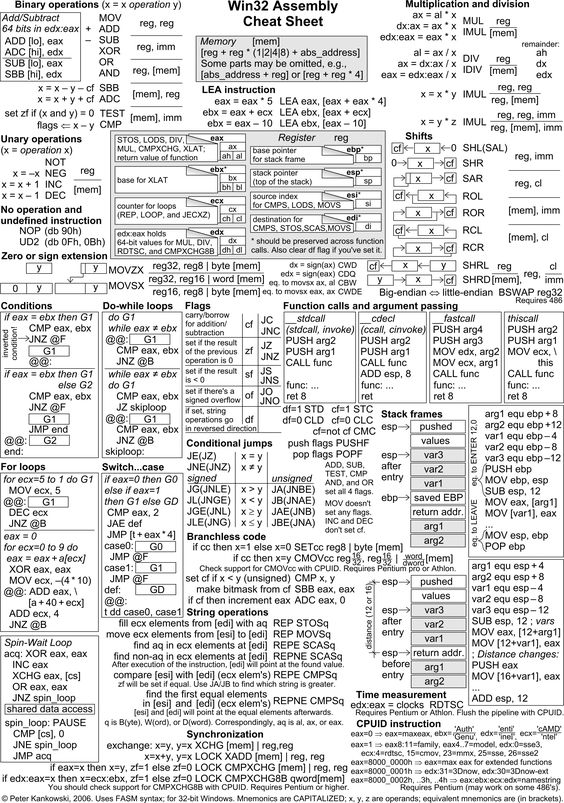 Win32 Assembly
Cheat Sheet
Binary operations (x = x operation y)
Add/Subtract
64 bits in edx:eax
ADD [lo], eax
ADC [hi], edx
SUB [lo], eax
SBB [hi], edx
MOV
+ ADD
− SUB
XOR
OR
AND
x = x − y − cf SBB
x = x + y + cf ADC
set zf if (x and y) = 0 TEST
flags ⇐ x − y CMP
reg, reg
reg, imm
reg, [mem]
[mem], reg
[mem], imm
Memory [mem]
[reg + reg * (1|2|4|8) + abs_address]
Some parts may be omitted, e.g.,
[abs_address + reg] or [reg + reg * 4]
LEA instruction
eax = eax * 5 LEA eax, [eax + eax * 4]
ebx = eax + ecx LEA ebx, [eax + ecx]
ebx = eax − 10 LEA ebx, [eax − 10]
Multiplication and division
ax = al * x
dx:ax = ax * x
edx:eax = eax * x
MUL
IMUL
reg
[mem]
al = ax / x
ax = dx:ax / x
eax = edx:eax / x
DIV
IDIV
reg
[mem]
remainder:
ah
dx
edx
x = x * y IMUL
reg, reg
reg, [mem]
x = y * z IMUL
reg, reg, imm
reg, [mem], imm
Unary operations
(x = operation x)
NOT
x = −x NEG
x = x + 1 INC
x = x − 1 DEC
reg
[mem]
No operation and
undefined instruction
NOP (db 90h)
UD2 (db 0Fh, 0Bh)
Register reg
STOS, LODS, DIV,
MUL, CMPXCHG, XLAT;
return value of function
eax
ax
ah al
base for XLAT
ebx*
bx
bh bl
counter for loops
(REP, LOOP, and JECXZ)
ecx
cx
ch cl
edx:eax holds
64-bit values for MUL, DIV,
RDTSC, and CMPXCHG8B
edx
dx
dh dl
base pointer
for stack frame
ebp*
bp
stack pointer
(top of the stack)
esp*
sp
source index
for CMPS, LODS, MOVS
esi*
si
destination for
CMPS, STOS,SCAS,MOVS
edi*
di
* should be preserved across function
calls. Also clear df if you've set it.
Shifts
cf x 0 SHL(SAL)
0 x cf SHR
x cf SAR
cf x ROL
x cf ROR
cf x RCL
x cf RCR
reg, imm
reg, cl
[mem], imm
[mem], cl
cf x y SHRL
y x cf SHRD
reg, imm
[mem], reg, cl
Big-endian ⇔ little-endian BSWAP reg32
Requires 486
Zero or sign extension
y y MOVZX
0 y y MOVSX
reg32, reg8 | byte [mem]
reg32, reg16 | word [mem]
reg16, reg8 | byte [mem]
dx = sign(ax) CWD
edx = sign(eax) CDQ
eq. to movsx ax, al CBW
eq. to movsx eax, ax CWDE
Conditions
if eax = ebx then G1
inverted
condition!
CMP eax, ebx
JNZ @F
G1
@@:
if eax = ebx then G1
else G2
CMP eax, ebx
JNZ @F
G1
JMP end
@@: G2
end:
Do-while loops
do G1
while eax ≠ ebx
@@: G1
CMP eax, ebx
JNZ @B
while eax ≠ ebx
do G1
CMP eax, ebx
JZ skiploop
@@: G1
CMP eax, ebx
JNZ @B
skiploop:
Flags
carry/borrow
for addition/
subtraction
cf
JC
JNC
set if the result
of the previous
operation is 0
zf
JZ
JNZ
set if the result
is < 0
sf
JS
JNS
set if there's a
signed overflow
of
JO
JNO
if set, string
operations go
in reversed direction
df
df=1 STD cf=1 STC
df=0 CLD cf=0 CLC
cf=not cf CMC
push flags PUSHF
pop flags POPF
Function calls and argument passing
stdcall
(stdcall, cinvoke)
PUSH arg2
PUSH arg1
CALL func
...
func: ...
ret 8
cdecl
(ccall, cinvoke)
PUSH arg2
PUSH arg1
CALL func
ADD esp, 8
func: ...
ret
fastcall
PUSH arg4
PUSH arg3
MOV edx, arg2
MOV ecx, arg1
CALL func
func: ...
ret 8
thiscall
PUSH arg2
PUSH arg1
MOV ecx, \
this
CALL func
func: ...
ret 8
Conditional jumps
JE(JZ) x = y
JNE(JNZ) x ≠ y
signed unsigned
JG(JNLE) x > y JA(JNBE)
JL(JNGE) x < y JB(JNAE)
JGE(JNL) x ≥ y JAE(JNB)
JLE(JNG) x ≤ y JBE(JNA)
ADD, SUB,
TEST, CMP
AND, and OR
set all 4 flags.
MOV doesn't
set any flags.
INC and DEC
don't set cf.
Stack frames
esp pushed
values
after
entry
var3
var2
var1
ebp saved EBP
return addr.
arg1
arg2
arg1 equ ebp + 8
arg2 equ ebp +12
var1 equ ebp − 4
var2 equ ebp − 8
var3 equ ebp −12
eq. to ENTER 12,0
PUSH ebp
MOV ebp, esp
SUB esp, 12
MOV eax, [arg1]
MOV [var1], eax
...
eq. to LEAVE
MOV esp, ebp
POP ebp
For loops
for ecx=5 to 1 do G1
MOV ecx, 5
@@: G1
DEC ecx
JNZ @B
eax = 0
for ecx=0 to 9 do
eax = eax + a[ecx]
XOR eax, eax
MOV ecx, −(4 * 10)
@@: ADD eax, \
[a + 40 + ecx]
ADD ecx, 4
JNZ @B
Switch...case
if eax=0 then G0
else if eax=1
then G1 else GD
CMP eax, 2
JAE def
JMP [t + eax * 4]
case0: G0
JMP @F
case1: G1
JMP @F
def: GD
@@:
t dd case0, case1
Branchless code
if cc then x=1 else x=0 SETcc reg8 | byte [mem]
if cc then x=y CMOVcc reg 16 32, reg 16 32 | word dword [mem]
Check support for CMOVcc with CPUID. Requires Pentium pro or Athlon.
set cf if x < y (unsigned) CMP x, y
make bitmask from cf SBB eax, eax
if cf then increment eax ADC eax, 0
String operations
fill ecx elements from [edi] with aq REP STOSq
move ecx elements from [esi] to [edi] REP MOVSq
find aq in ecx elements at [edi] REPNE SCASq
find non-aq in ecx elements at [edi] REPE SCASq
After execution of the instruction, [edi] will point at the found value.
compare [esi] with [edi] (ecx elem's) REPE CMPSq
zf will be set if equal. Use JA/JB to find which string is greater.
find the first equal elements
in [esi] and [edi] (ecx elem's) REPNE CMPSq
[esi] and [edi] will point at the equal elements afterwards.
q is B(yte), W(ord), or D(word). Correspondingly, aq is al, ax, or eax.
distance (12 or 16)
esp pushed
after
entry
var3
var2
var1
esp return addr.
before
entry
arg1
arg2
arg1 equ esp + 4
arg2 equ esp + 8
var1 equ esp − 4
var2 equ esp − 8
var3 equ esp −12
SUB esp, 12 ; vars
MOV eax, [12+arg1]
MOV [12+var1], eax
; Distance changes:
PUSH eax
MOV [16+var1], eax
...
ADD esp, 12
Spin-Wait Loop
acq: XOR eax, eax
INC eax
XCHG eax, [cs]
OR eax, eax
JNZ spin_loop
shared data access
spin_loop: PAUSE
CMP [cs], 0
JNE spin_loop
JMP acq
Synchronization
exchange: x=y, y=x XCHG [mem] | reg,reg
x=x+y, y=x LOCK XADD [mem] | reg, reg
if eax=x then x=y, zf=1 else zf=0 LOCK CMPXCHG [mem] | reg, reg
if edx:eax=x then x=ecx:ebx, zf=1 else zf=0 LOCK CMPXCHG8B qword[mem]
You should check support for CMPXCHG8B with CPUID. Requires Pentium or higher.
Time measurement
edx:eax = clocks RDTSC
Requires Pentium or Athlon. Flush the pipeline with CPUID.
CPUID instruction
eax=0 ⇒ eax=maxeax, ebx= 'Auth' 'Genu', edx= 'enti' 'ineI', ecx= 'cAMD' 'ntel'
eax=1 ⇒ eax=8..11=family, eax4..7=model, edx:0=sse3,
ecx:4=rdtsc, 15=cmov, 23=mmx, 25=sse, 26=sse2
eax=8000_0000h ⇒ eax=max eax for extended functions
eax=8000_0001h ⇒ edx:31=3Dnow, edx:30=3Dnow-ext
eax=8000_0002h, ..3h, ..4h ⇒ eax:ebx:ecx:edx=namestring
Requires Pentium (may work on some 486's).
© Peter Kankowski, 2006. Uses FASM syntax; for 32-bit Windows. Mnemonics are CAPITALIZED; x, y, z are operands; equivalent mnemonics are (in brackets).